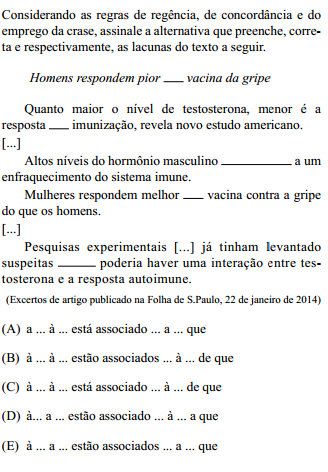 Considerando as regras de regência, de concordância e do
emprego da crase, assinale a alternativa que preenche, corre-
ta e respectivamente, as lacunas do texto a seguir.
Homens respondem pior ___ vacina da gripe
Quanto maior o nível de testosterona, menor é a
resposta ___ imunização, revela novo estudo americano.
[...]
Altos níveis do hormônio masculino __________ a um
enfraquecimento do sistema imune.
Mulheres respondem melhor ___ vacina contra a gripe
do que os homens.
[...]
Pesquisas experimentais [...] já tinham levantado
suspeitas ______ poderia haver uma interação entre tes-
tosterona e a resposta autoimune.
(Excertos de artigo publicado na Folha de S.Paulo, 22 de janeiro de 2014)
(A) a ... à ... está associado ... a ... que
(B) à ... à ... estão associados ... à ... de que
(C) à ... à ... está associado ... à ... de que
(D) à... a ... estão associado ... à ... a que
(E) à ... a ... estão associados ... a ... que